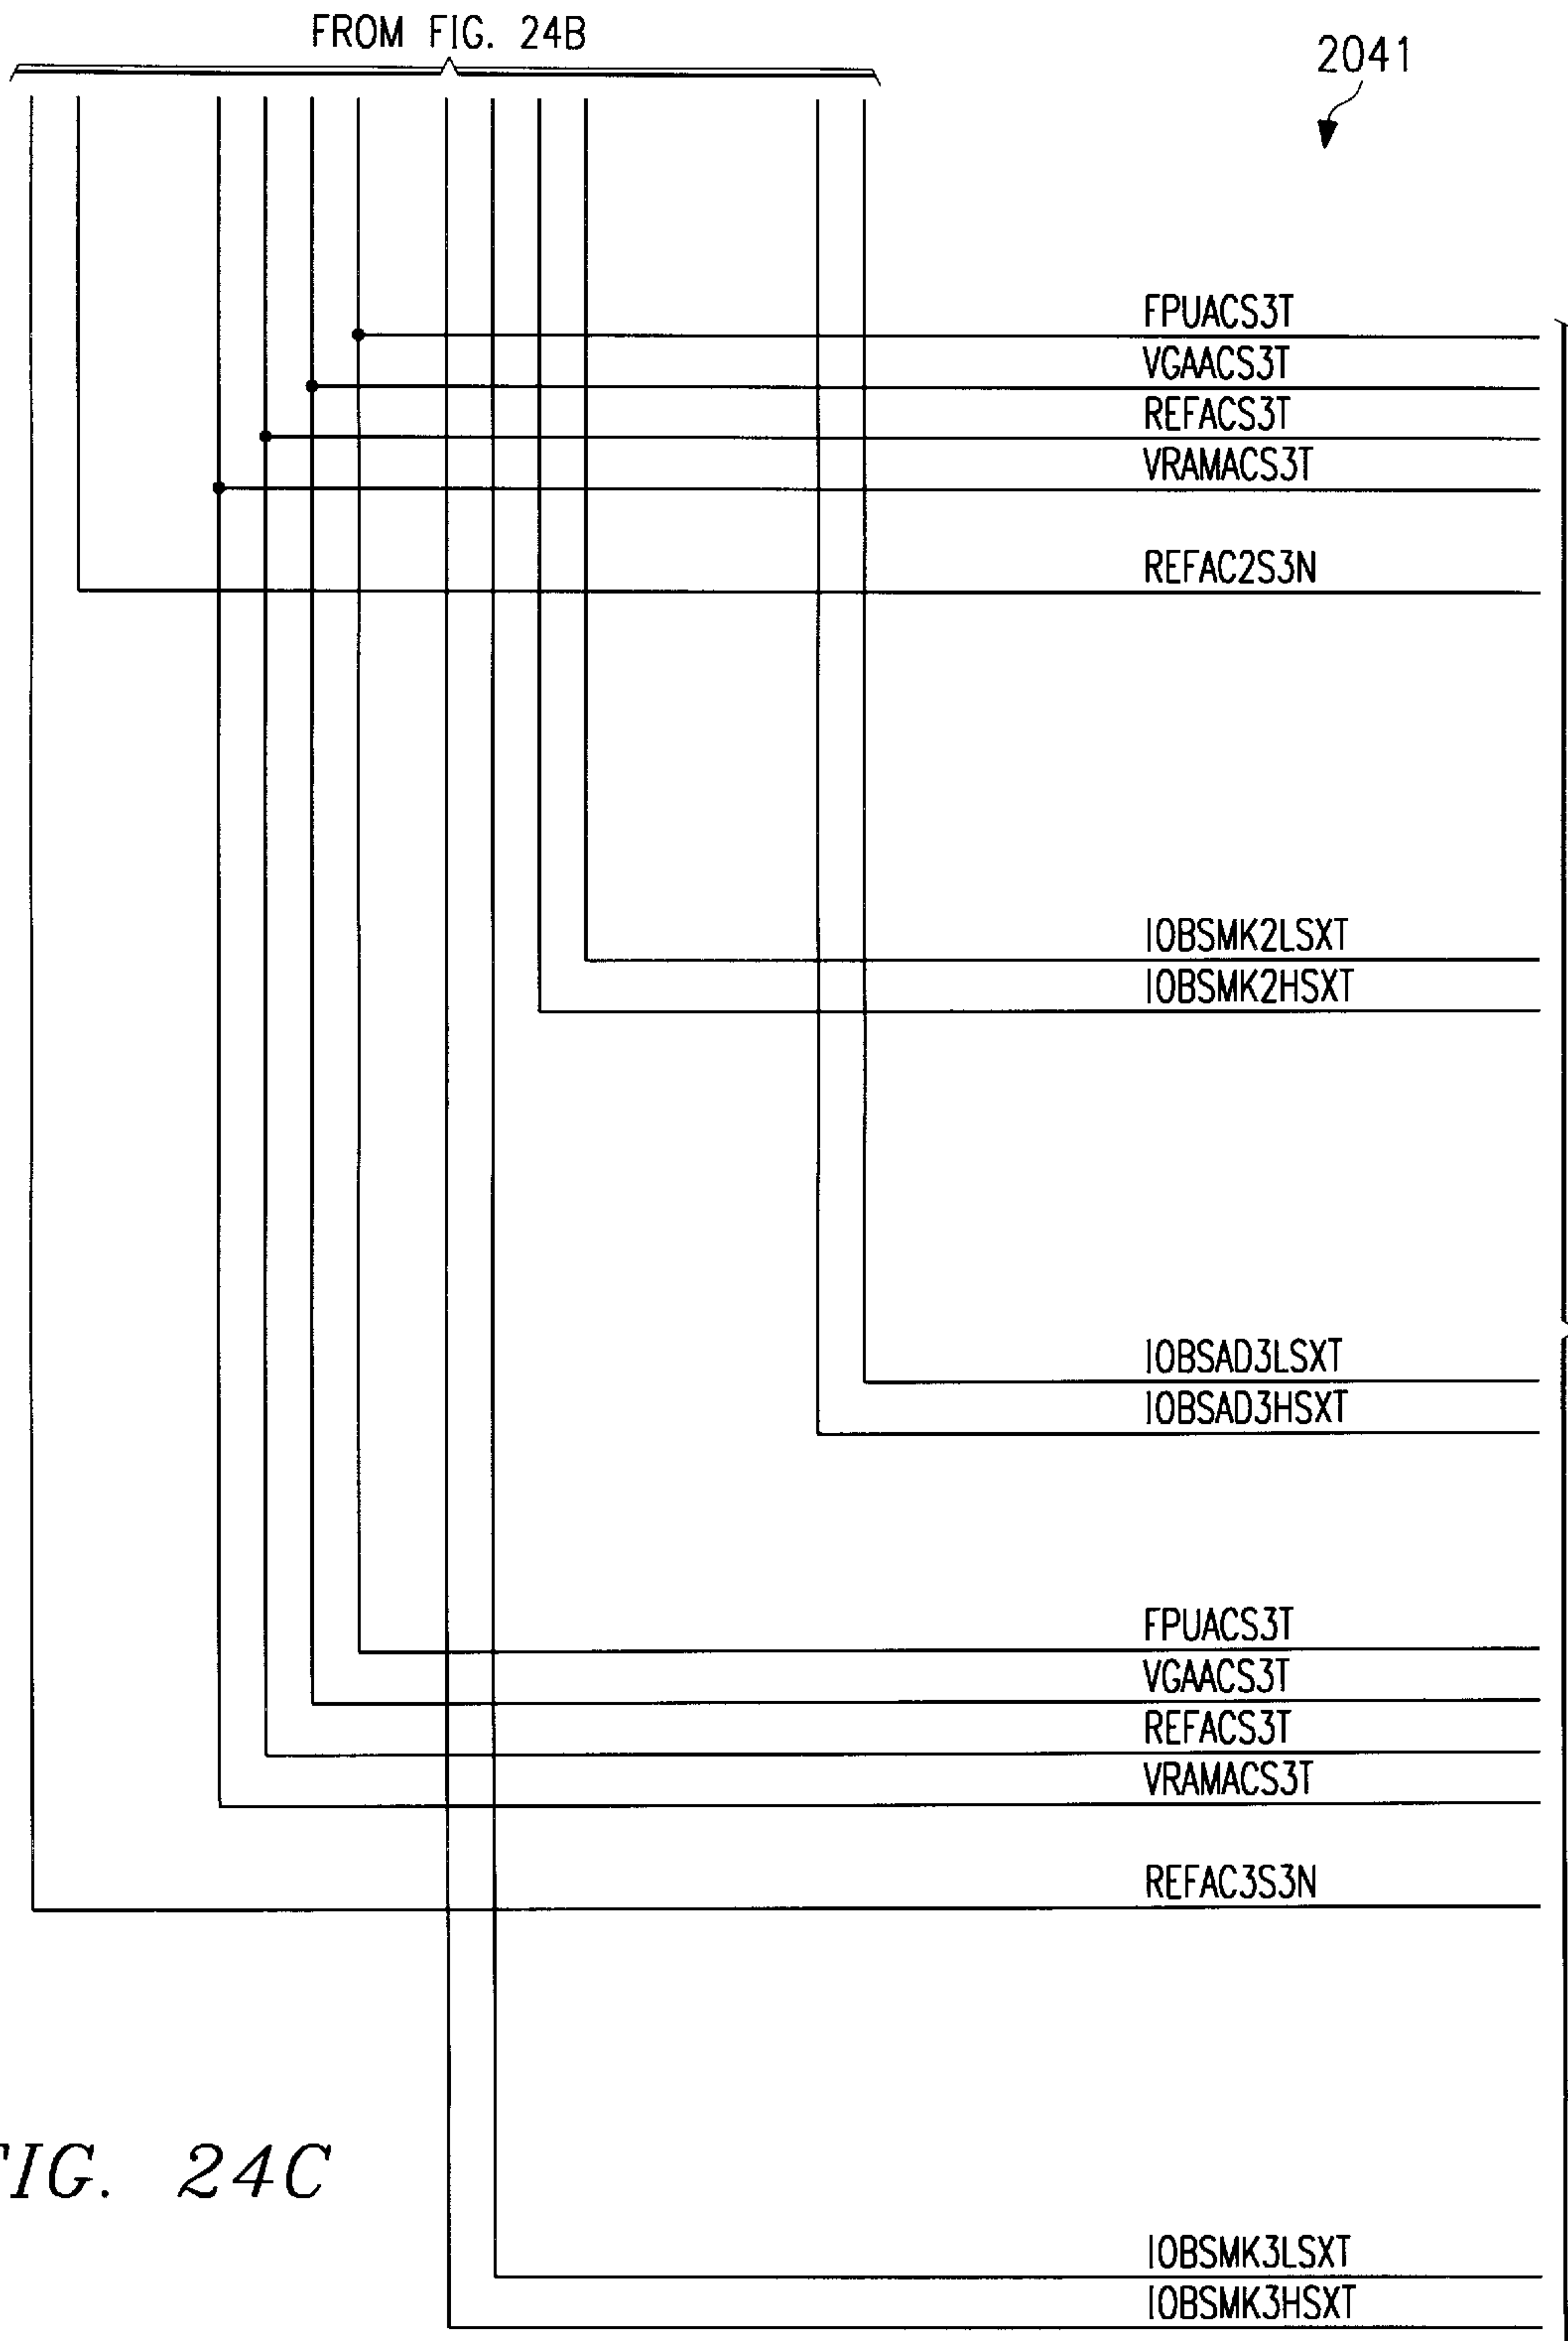 FROM FIG. 24B
2041
FPUACS3T
VGAACS3T
REFACS3T
VRAMACS3T
REFAC2S3N
IOBSMK2LSXT
IOBSMK2HSXT
IOBSAD3LSXT
IOBSAD3HSXT
FPUACS3T
VGAACS3T
REFACS3T
VRAMACS3T
REFAC3S3N
FIG. 24C
IOBSMK3LSXT
IOBSMK3HSXT